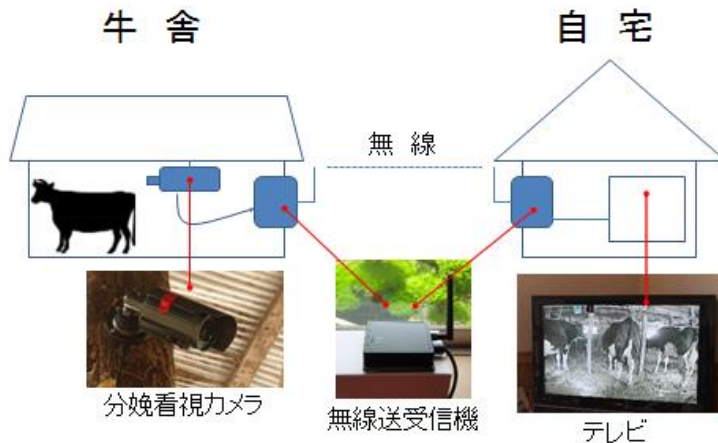 牛 舎
自 宅
無 線
分娩看視カメラ
無線送受信機
テレビ